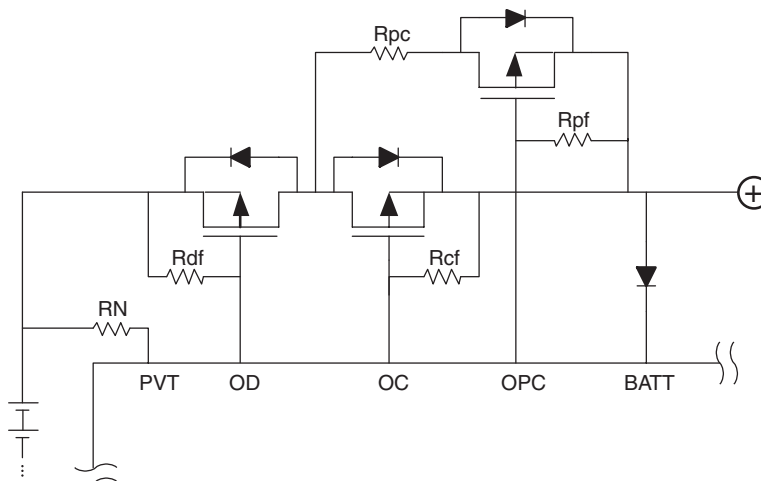 Rpc
Rpf
Rdf
Rcf
RN
PVT OD OC OPC BATT